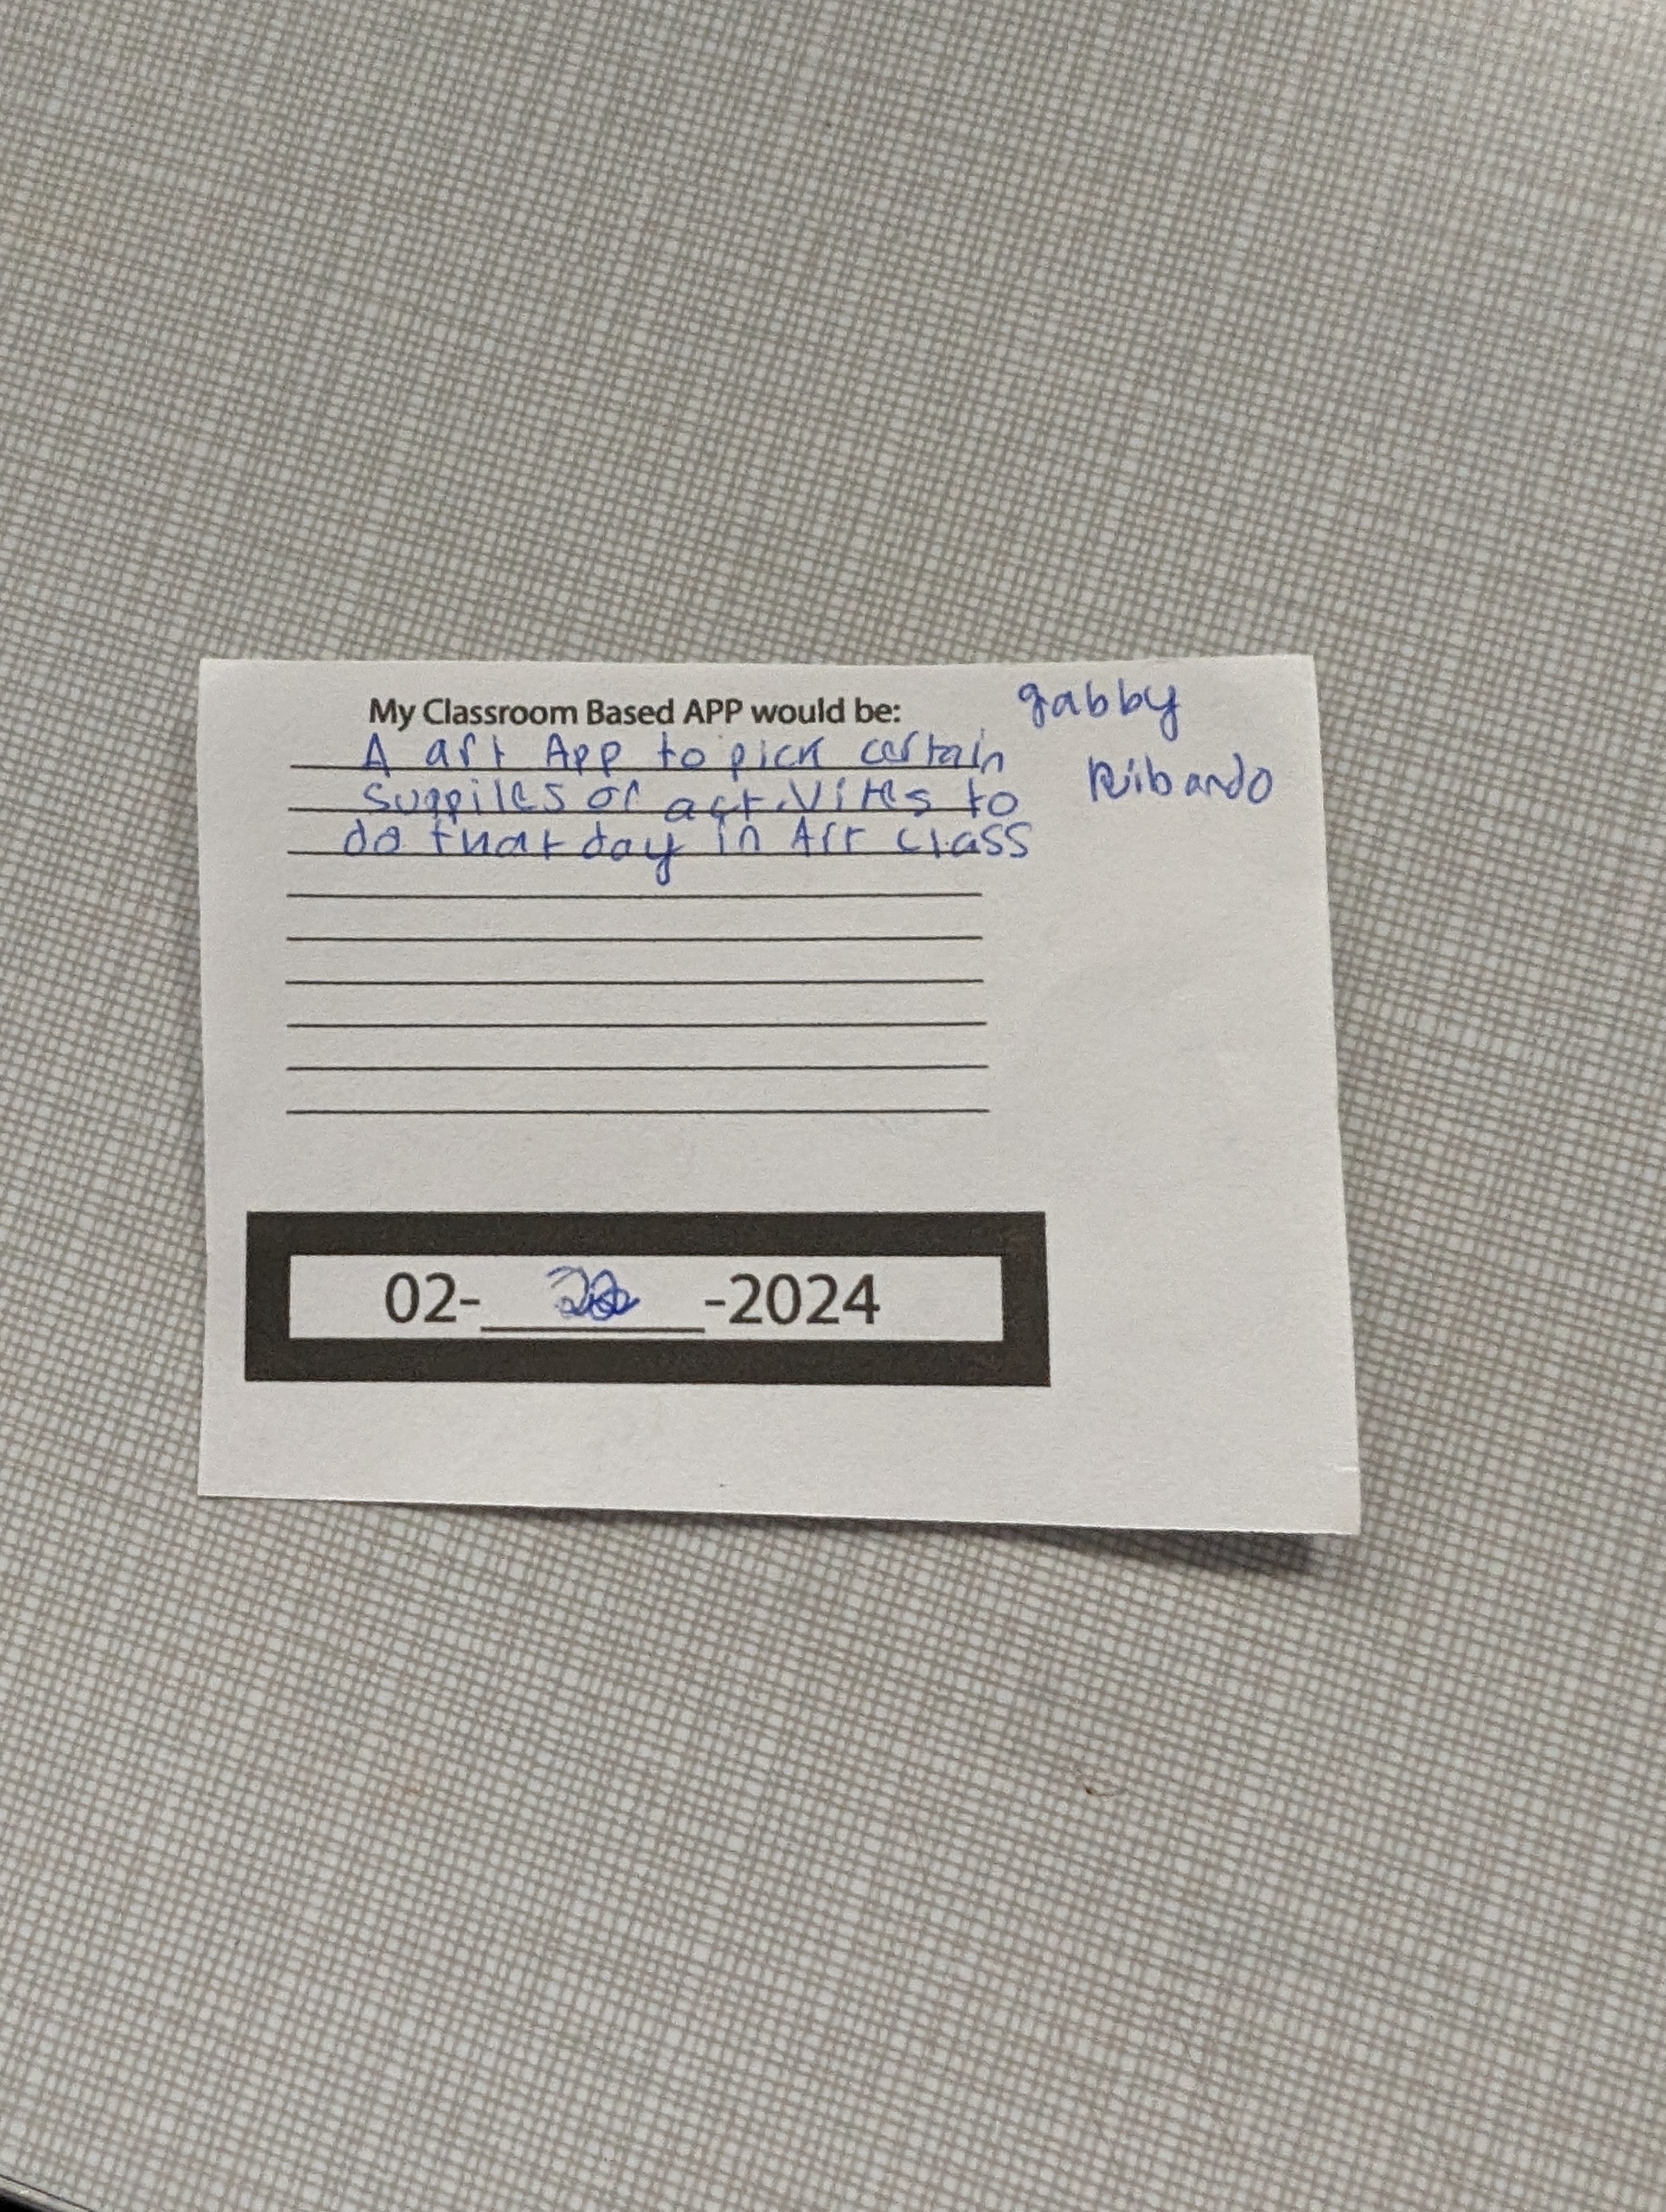 My Classroom Based APP would be:
gabby
Ribando
A art App to pick certain
suppiles or activites to
do that day in Art class
02- -2024